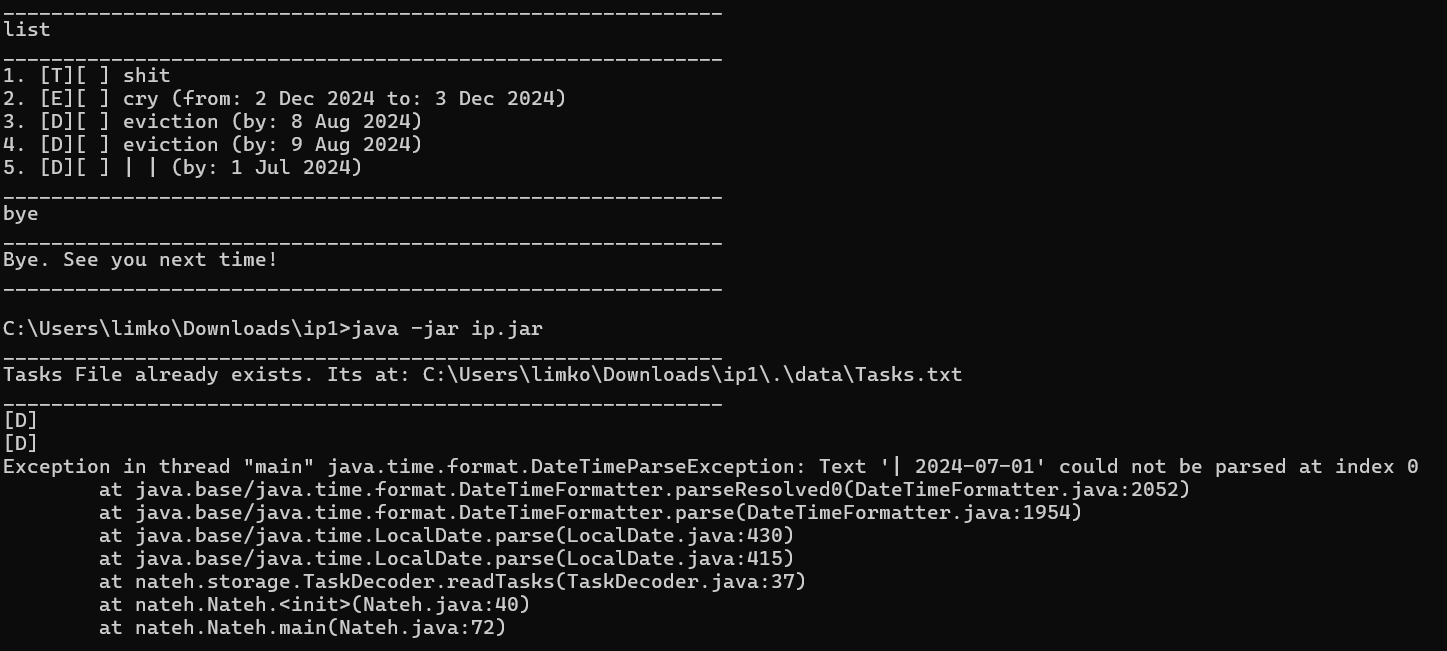 ____________________________________________________________
list
____________________________________________________________
1. [T][ ] shit
2. [E][ ] cry (from: 2 Dec 2024 to: 3 Dec 2024)
3. [D][ ] eviction (by: 8 Aug 2024)
4. [D][ ] eviction (by: 9 Aug 2024)
5. [D][ ] | | (by: 1 Jul 2024)
____________________________________________________________
bye
____________________________________________________________
Bye. See you next time!
____________________________________________________________
C:\Users\limko\Downloads\ip1>java -jar ip.jar
____________________________________________________________
Tasks File already exists. Its at: C:\Users\limko\Downloads\ip1\.\data\Tasks.txt
____________________________________________________________
[D]
[D]
Exception in thread "main" java.time.format.DateTimeParseException: Text '| 2024-07-01' could not be parsed at index 0
        at java.base/java.time.format.DateTimeFormatter.parseResolved0(DateTimeFormatter.java:2052)
        at java.base/java.time.format.DateTimeFormatter.parse(DateTimeFormatter.java:1954)
        at java.base/java.time.LocalDate.parse(LocalDate.java:430)
        at java.base/java.time.LocalDate.parse(LocalDate.java:415)
        at nateh.storage.TaskDecoder.readTasks(TaskDecoder.java:37)
        at nateh.Nateh.<init>(Nateh.java:40)
        at nateh.Nateh.main(Nateh.java:72)